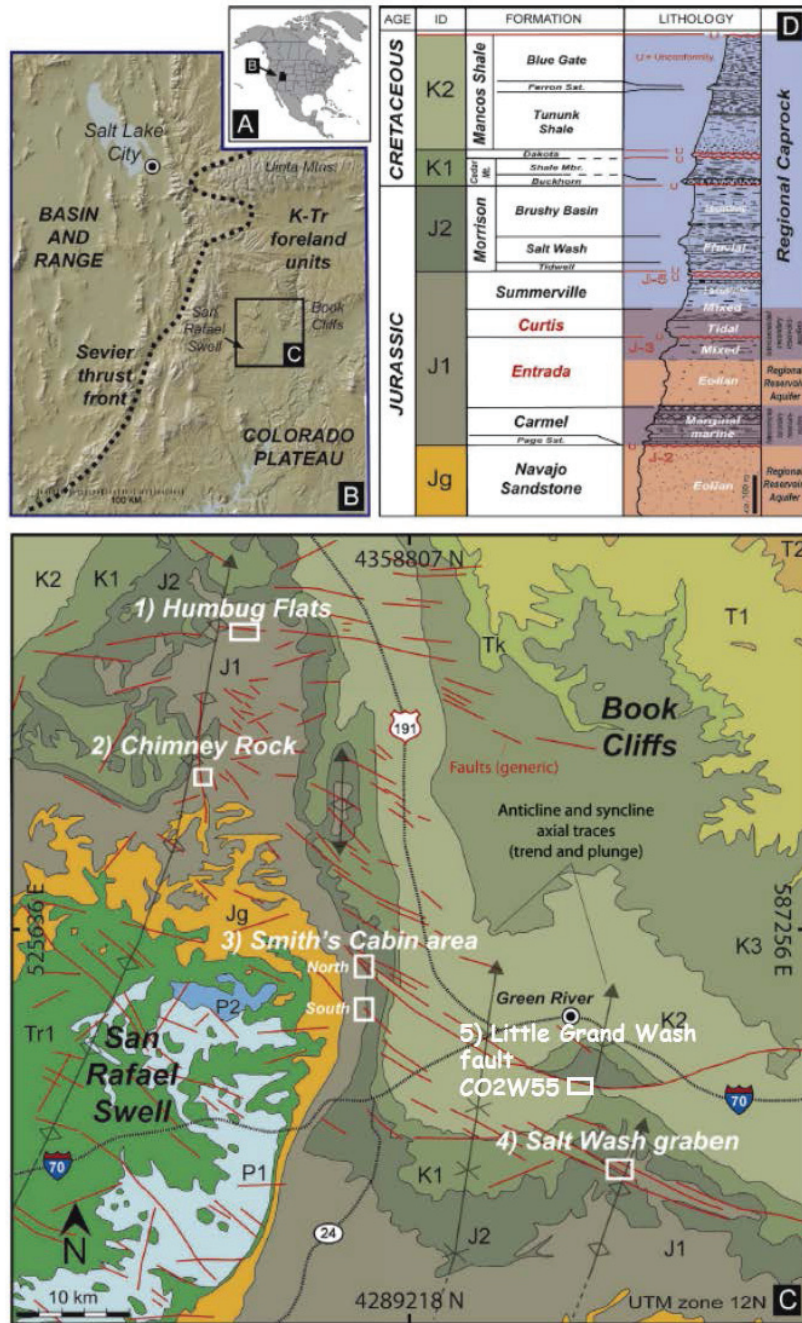 B
A
Salt Lake
City
Uinta Mtns.
BASIN
AND
RANGE
K-Tr
foreland
units
San
Rafael
Swell
Book
Cliffs
C
Sevier
thrust
front
COLORADO
PLATEAU
100 KM
B
AGE
ID
FORMATION
LITHOLOGY
D
CRETACEOUS
JURASSIC
K2
K1
J2
J1
Jg
Mancos Shale
Blue Gate
Ferron Sst.
Tununk
Shale
Dakota
Cedar
Mt.
Shale Mbr.
Buckhorn
Morrison
Brushy Basin
Salt Wash
Tidwell
Summerville
Curtis
Entrada
Carmel
Page Sst.
Navajo
Sandstone
U
U = Unconformity
U
U
U
Fluvial
U
U
J-5
Mixed
Tidal
U
J-3
Mixed
Eolian
Marginal
marine
U
J-2
Eolian
Regional Caprock
Regional
Reservoir
Aquifer
Regional
Reservoir
Aquifer
K2
K1
J2
4358807 N
T2
1) Humbug Flats
T1
J1
Tk
191
Book
Cliffs
2) Chimney Rock
Faults (generic)
Anticline and syncline
axial traces
(trend and plunge)
525636 E
Jg
587256 E
3) Smith's Cabin area
K3
North
South
P2
Green River
K2
Tr1
San
Rafael
Swell
5) Little Grand Wash
fault
CO2W55
70
4) Salt Wash graben
70
P1
K1
N
24
J2
J1
10 km
4289218 N
UTM zone 12N
C